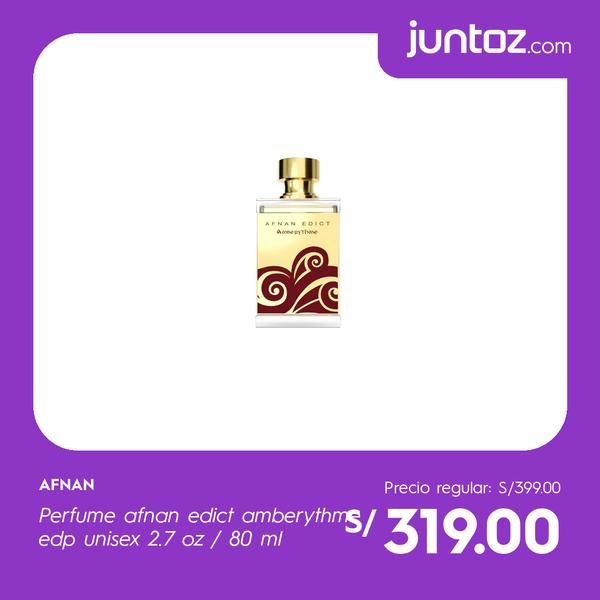 juntoz.com
AFNAN EDICT
Amberythme
AFNAN
Precio regular: S/399.00
Perfume afnan edict amberythme
edp unisex 2.7 oz / 80 ml
S/ 319.00